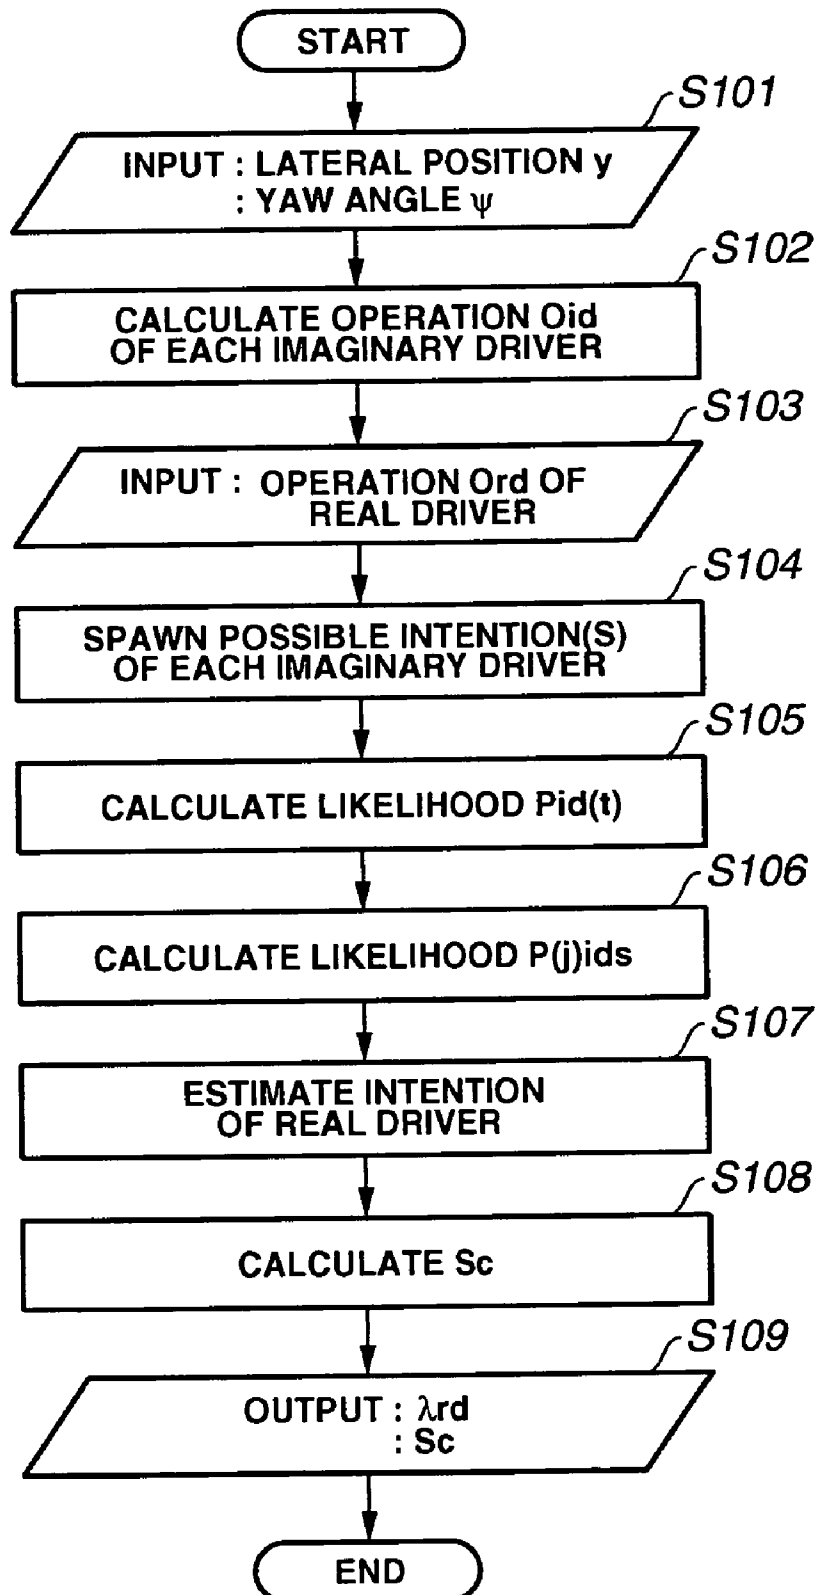 START
S101
INPUT : LATERAL POSITION y
: YAW ANGLE ψ
S102
CALCULATE OPERATION Oid
OF EACH IMAGINARY DRIVER
S103
INPUT : OPERATION Ord OF
REAL DRIVER
S104
SPAWN POSSIBLE INTENTION(S)
OF EACH IMAGINARY DRIVER
S105
CALCULATE LIKELIHOOD Pid(t)
S106
CALCULATE LIKELIHOOD P(j)ids
S107
ESTIMATE INTENTION
OF REAL DRIVER
S108
CALCULATE Sc
S109
OUTPUT : λrd
: Sc
END